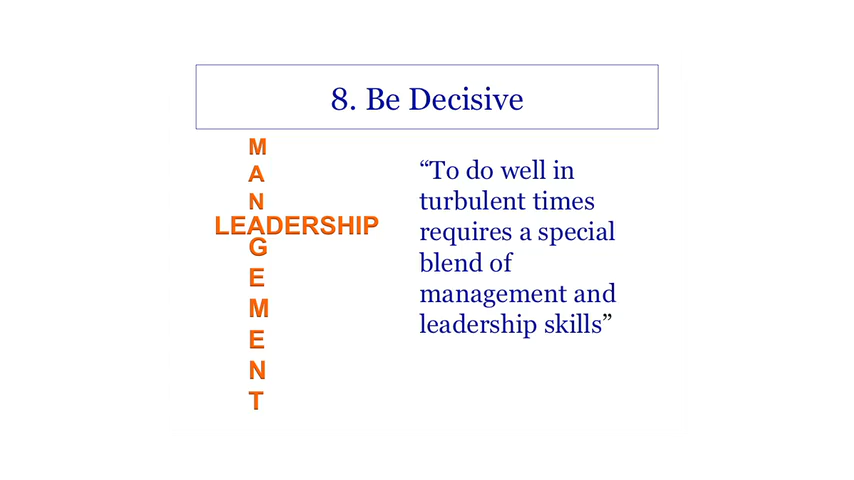 8. Be Decisive
M
A
N
LEADERSHIP
G
E
M
E
N
T
“To do well in
turbulent times
requires a special
blend of
management and
leadership skills”